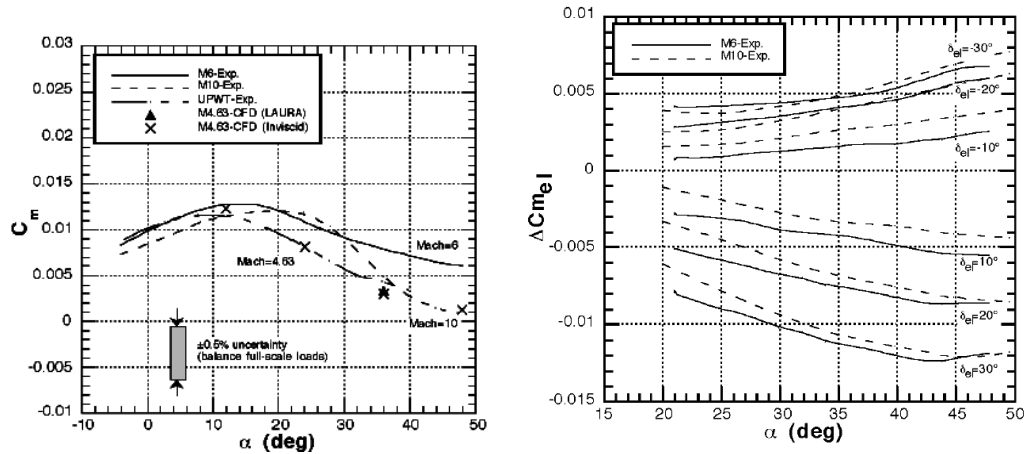 0.03
0.025
0.02
0.015
0.01
0.005
0
-0.005
-0.01
C m
M6-Exp.
M10-Exp.
UPWT-Exp.
M4.63-CFD (LAURA)
M4.63-CFD (Inviscid)
Mach=6
Mach=4.63
Mach=10
±0.5% uncertainty
(balance full-scale loads)
-10 0 10 20 30 40 50
α (deg)
0.01
0.005
0
-0.005
-0.01
-0.015
ΔCm el
M6-Exp.
M10-Exp.
δel=-30°
δel=-20°
δel=-10°
δel=10°
δel=20°
δel=30°
15 20 25 30 35 40 45 50
α (deg)